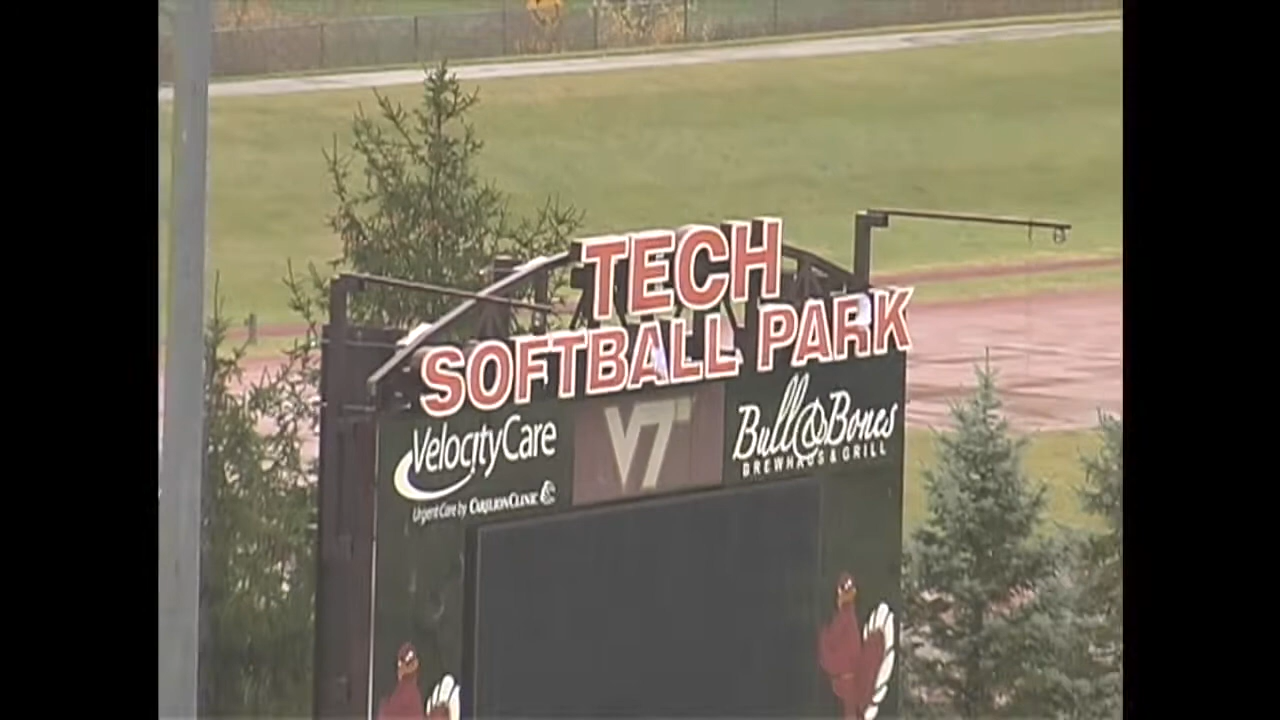 TECH
SOFTBALL PARK
VelocityCare
Urgent Care by CARILION CLINIC
VT
Bull & Bones
BREWHAUS & GRILL